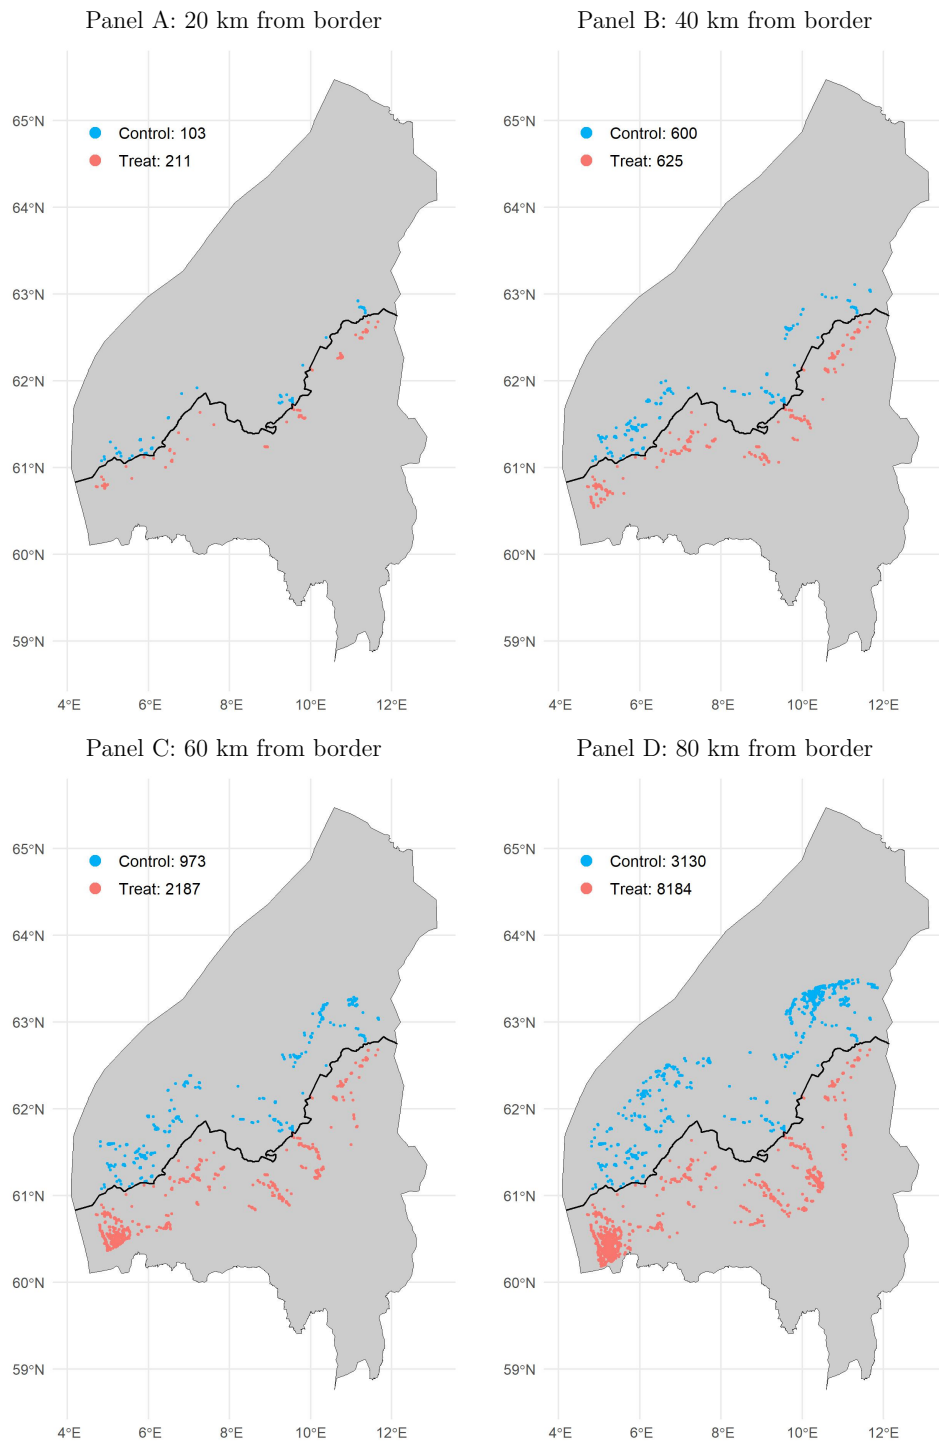 Panel A: 20 km from border
Panel B: 40 km from border
65°N
64°N
63°N
62°N
61°N
60°N
59°N
Control: 103
Treat: 211
4°E 6°E 8°E 10°E 12°E
65°N
64°N
63°N
62°N
61°N
60°N
59°N
Control: 600
Treat: 625
4°E 6°E 8°E 10°E 12°E
Panel C: 60 km from border
Panel D: 80 km from border
65°N
64°N
63°N
62°N
61°N
60°N
59°N
Control: 973
Treat: 2187
4°E 6°E 8°E 10°E 12°E
65°N
64°N
63°N
62°N
61°N
60°N
59°N
Control: 3130
Treat: 8184
4°E 6°E 8°E 10°E 12°E